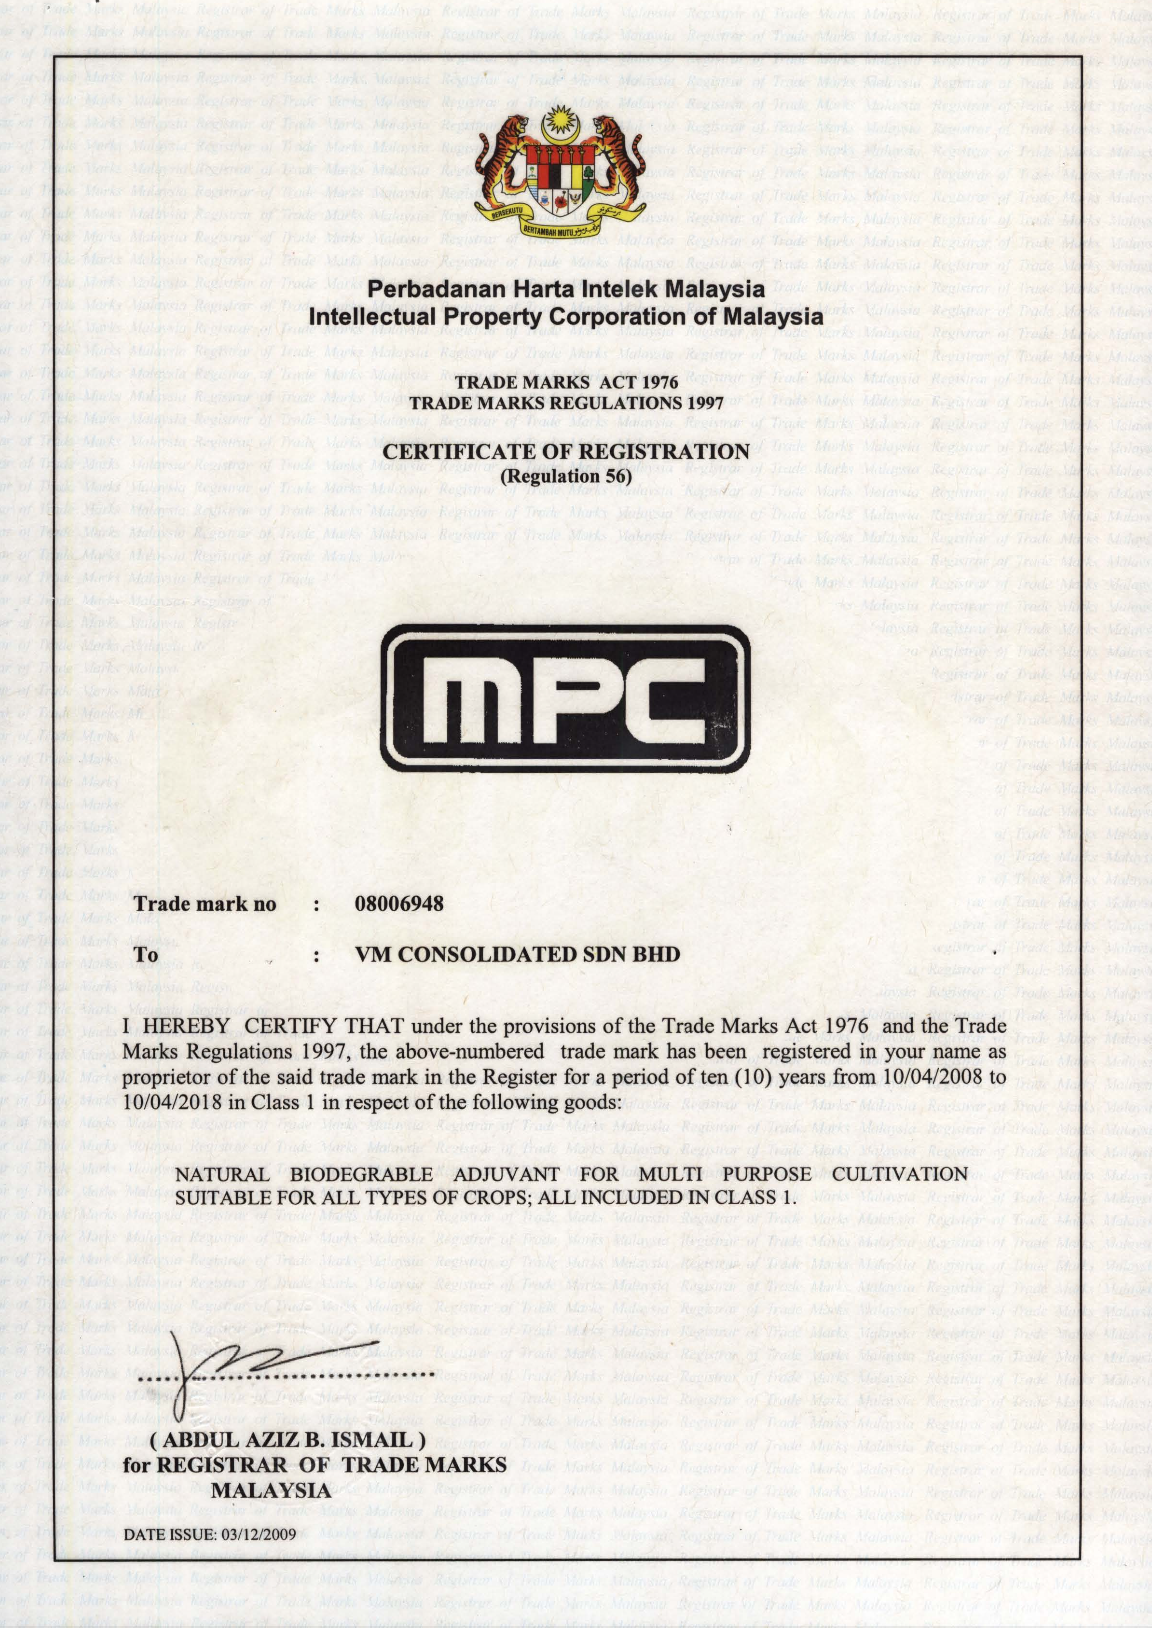 BERSEKUTU
BERTAMBAH MUTU
Perbadanan Harta Intelek Malaysia
Intellectual Property Corporation of Malaysia
TRADE MARKS ACT 1976
TRADE MARKS REGULATIONS 1997
CERTIFICATE OF REGISTRATION
(Regulation 56)
MPC
Trade mark no : 08006948
To : VM CONSOLIDATED SDN BHD
I HEREBY CERTIFY THAT under the provisions of the Trade Marks Act 1976 and the Trade
Marks Regulations 1997, the above-numbered trade mark has been registered in your name as
proprietor of the said trade mark in the Register for a period of ten (10) years from 10/04/2008 to
10/04/2018 in Class 1 in respect of the following goods:
NATURAL BIODEGRABLE ADJUVANT FOR MULTI PURPOSE CULTIVATION
SUITABLE FOR ALL TYPES OF CROPS; ALL INCLUDED IN CLASS 1.
( ABDUL AZIZ B. ISMAIL )
for REGISTRAR OF TRADE MARKS
MALAYSIA
DATE ISSUE: 03/12/2009